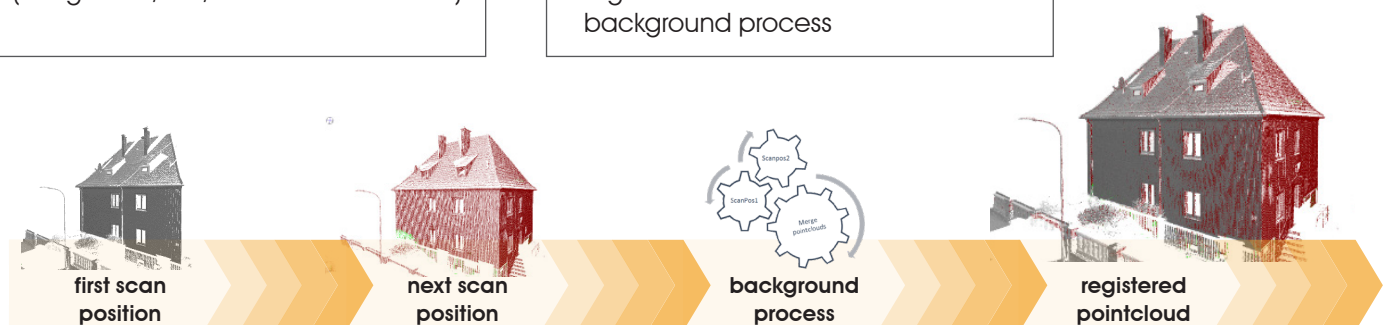 background process
Scanpos2
ScanPos1
Merge
pointclouds
first scan
position
next scan
position
background
process
registered
pointcloud